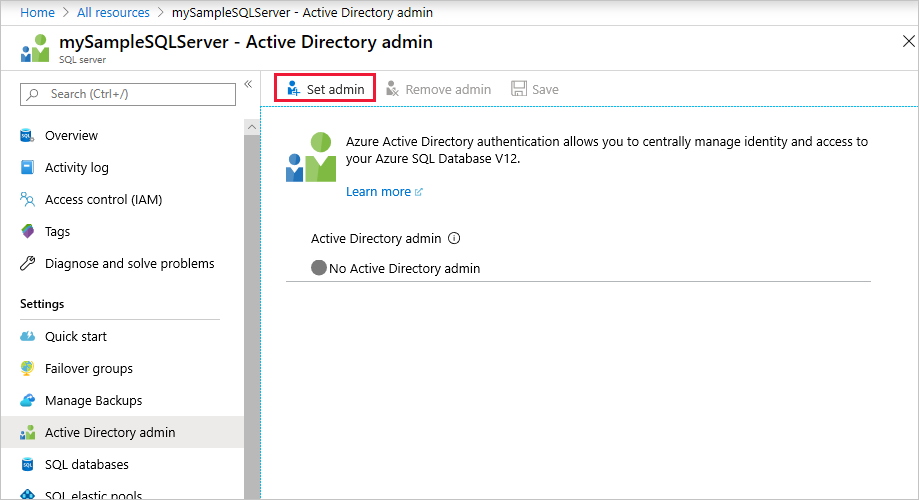 Home > All resources > mySampleSQLServer - Active Directory admin
mySampleSQLServer - Active Directory admin
SQL server
Search (Ctrl+/)
Overview
Activity log
Access control (IAM)
Tags
Diagnose and solve problems
Settings
Quick start
Failover groups
Manage Backups
Active Directory admin
SQL databases
SQL elastic pools
Set admin
Remove admin
Save
Azure Active Directory authentication allows you to centrally manage identity and access to
your Azure SQL Database V12.
Learn more
Active Directory admin
No Active Directory admin